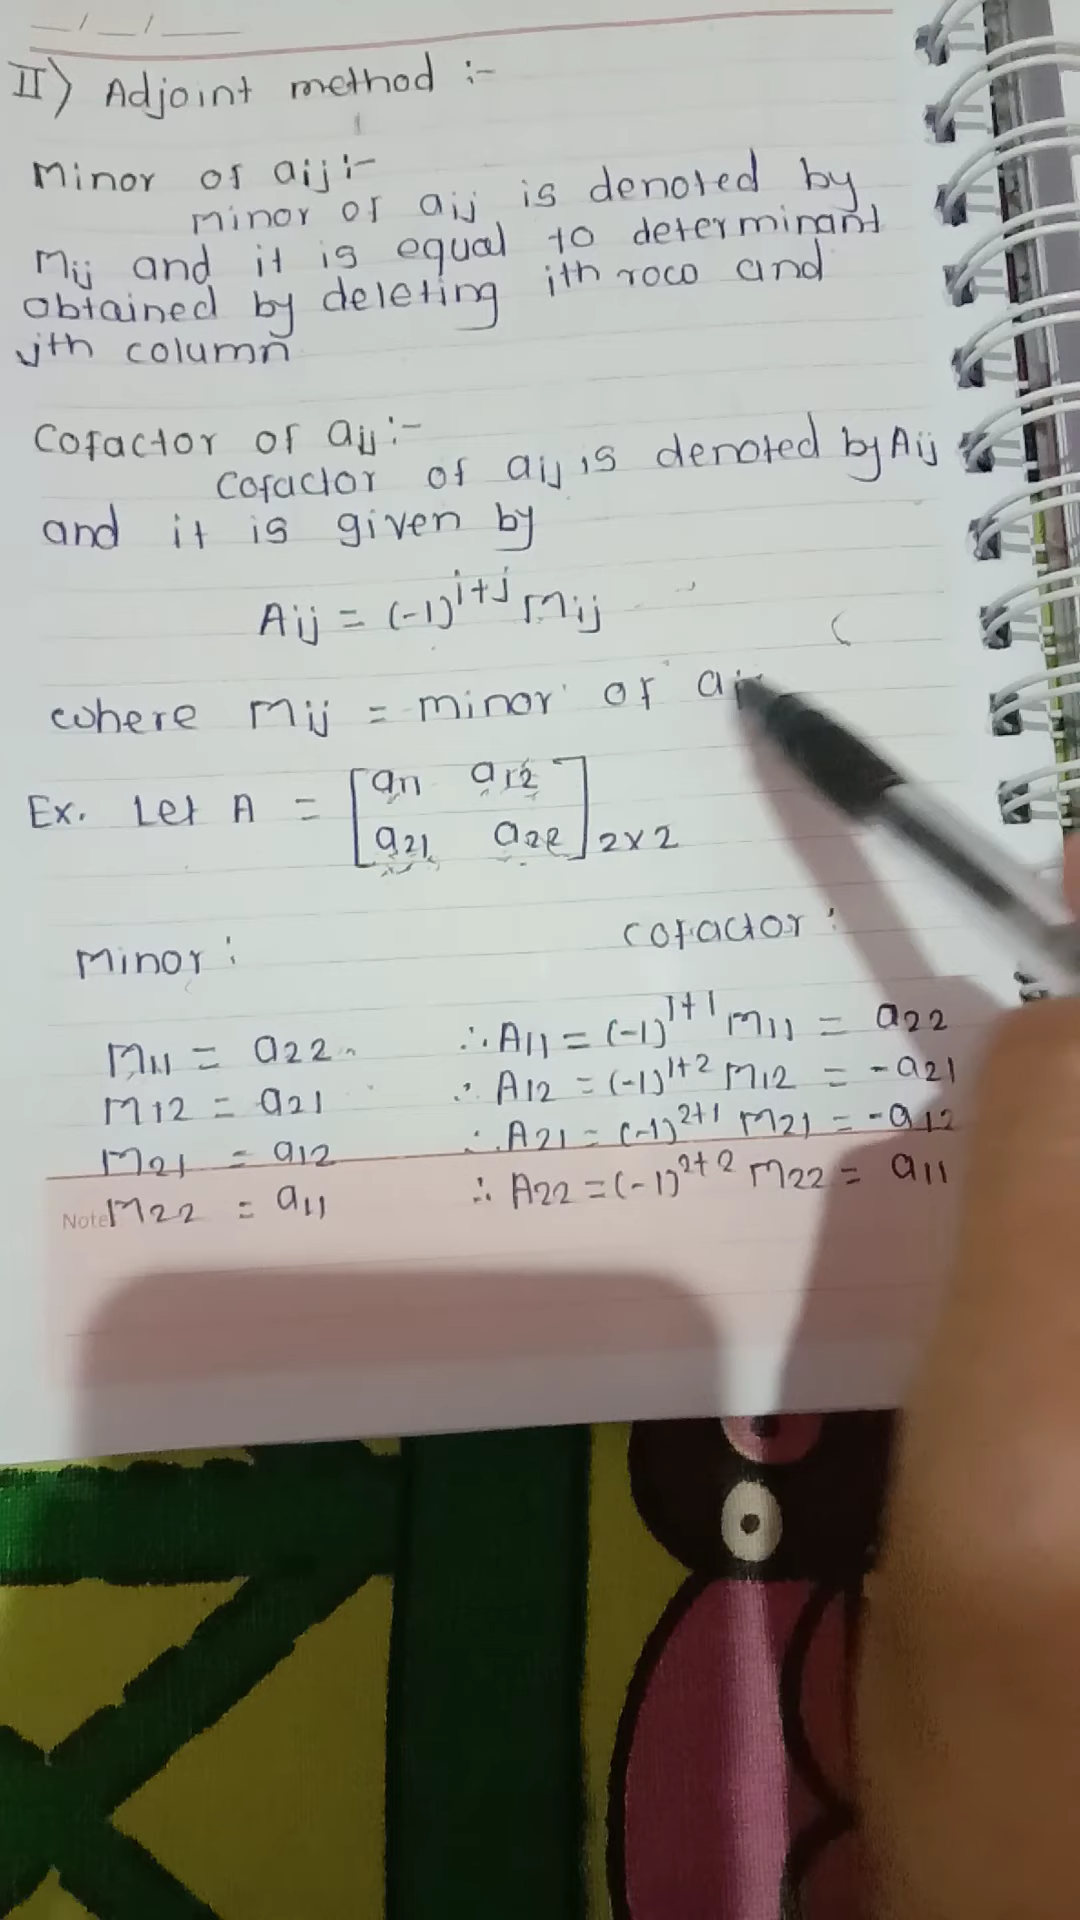 II) Adjoint method :-
Minor of aij :-
minor of aij is denoted by
Mij and it is equal to determinant
obtained by deleting ith row and
jth column
Cofactor of aij :-
Cofactor of aij is denoted by Aij
and it is given by
Aij = (-1)^i+j Mij
where Mij = minor of
Ex. Let A = [a11 a12
a21 a22] 2x2
Minor : Cofactor :
M11 = a22 ∴ A11 = (-1)^1+1 M11 = a22
M12 = a21 ∴ A12 = (-1)^1+2 M12 = -a21
M21 = a12 ∴ A21 = (-1)^2+1 M21 = -a12
Note M22 = a11 ∴ A22 = (-1)^2+2 M22 = a11